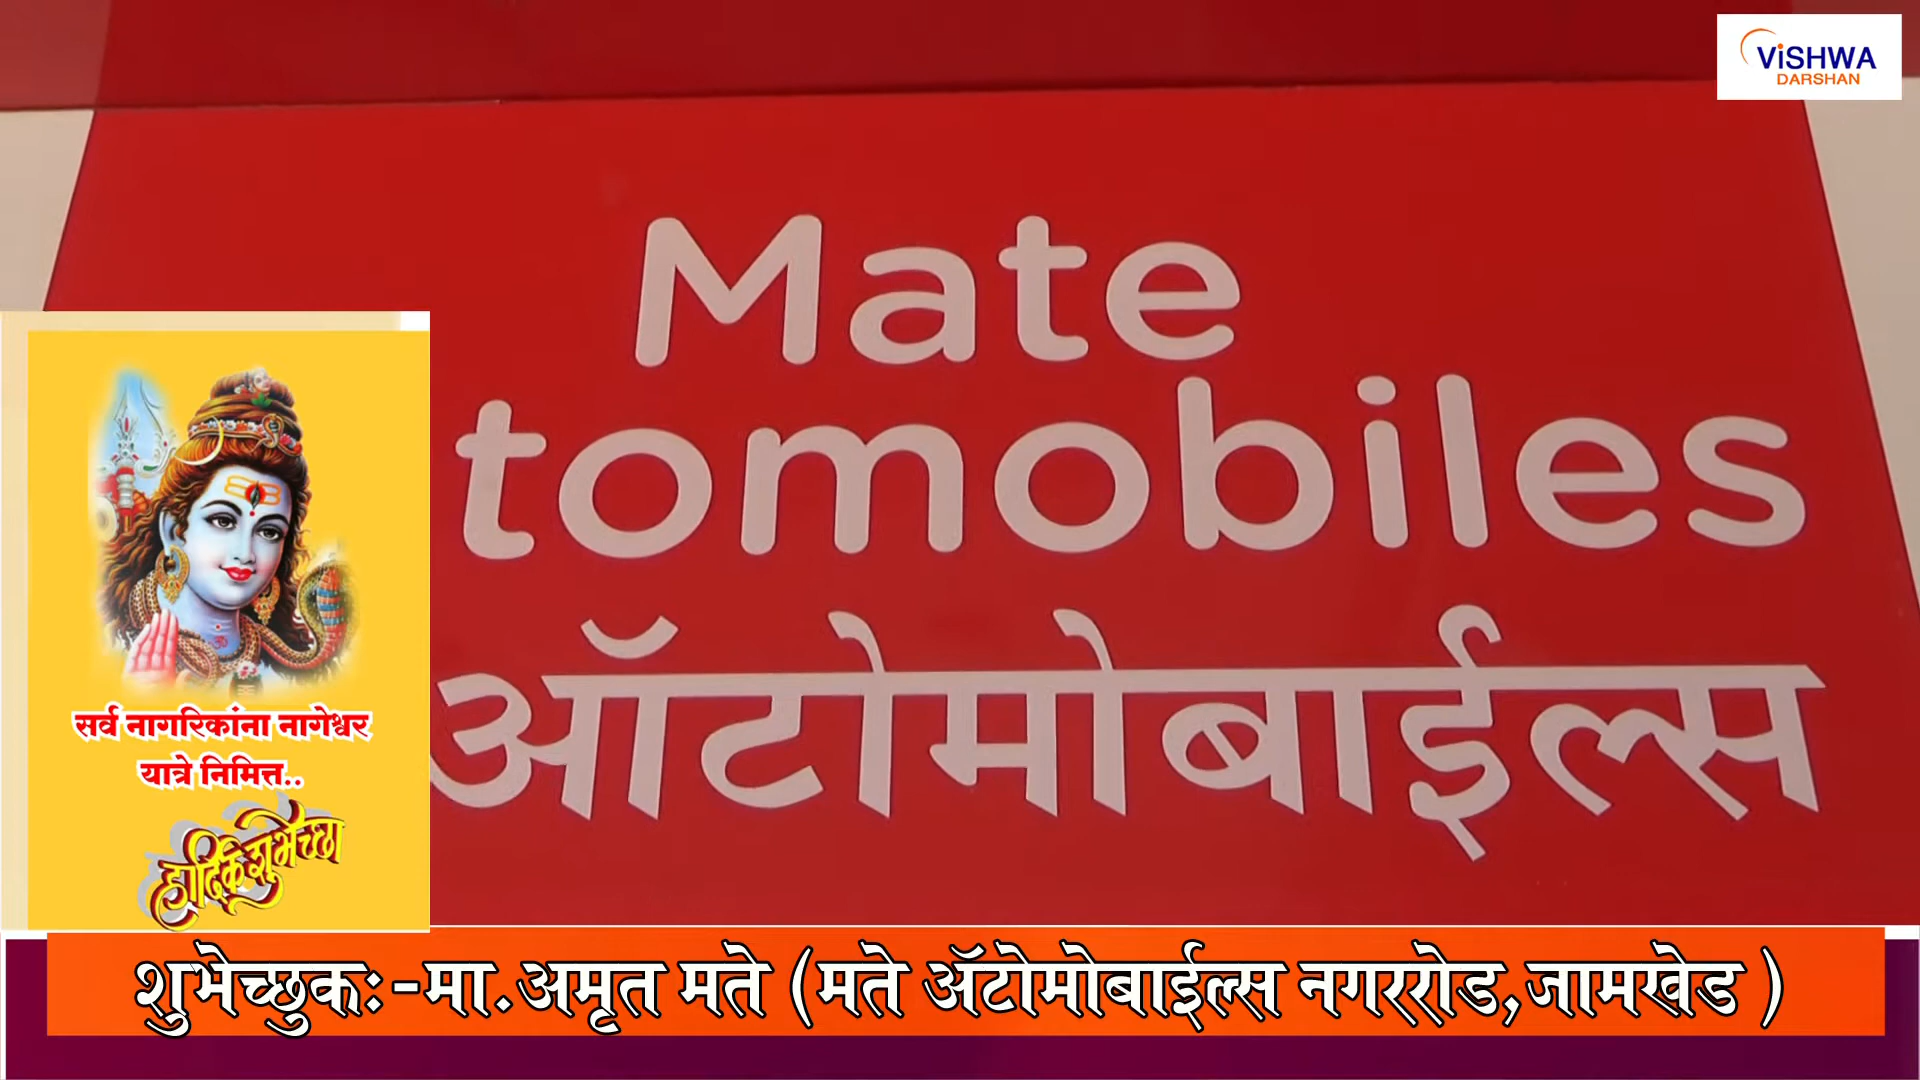 ViSHWA
DARSHAN
Mate
tomobiles
ऑटोमोबाईल्स
सर्व नागरिकांना नागेश्वर
यात्रे निमित्त..
हार्दिक शुभेच्छा
शुभेच्छुकः-मा.अमृत मते (मते ॲटोमोबाईल्स नगररोड,जामखेड )